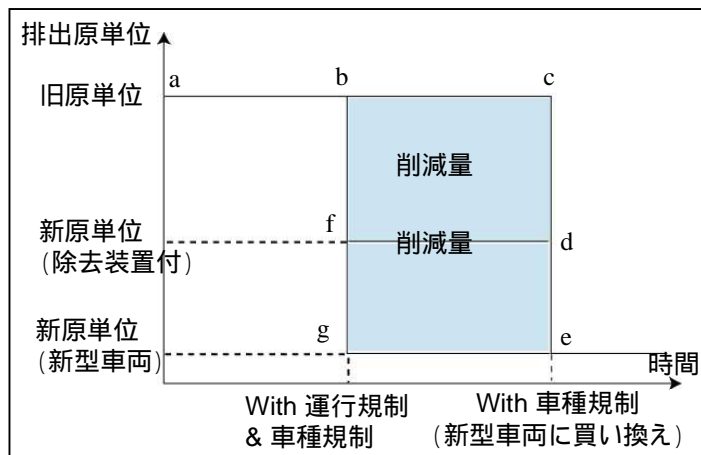 排出原単位
a
b
c
旧原単位
削減量
新原単位
(除去装置付)
f
削減量
d
新原単位
(新型車両)
g
e
時間
With 運行規制
& 車種規制
With 車種規制
(新型車両に買い換え)